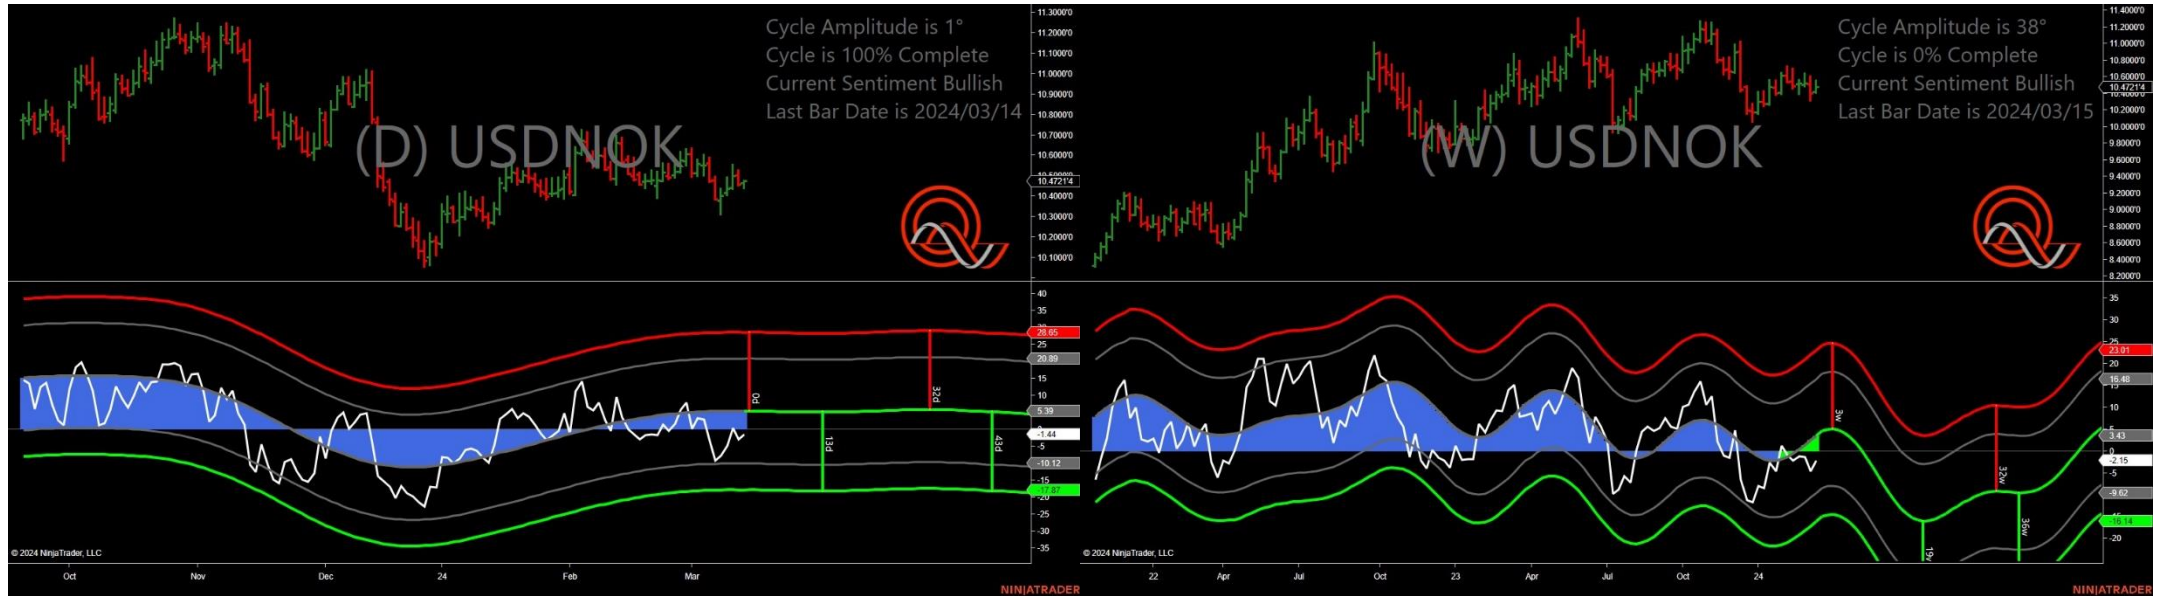 Cycle Amplitude is 1°
Cycle is 100% Complete
Current Sentiment Bullish
Last Bar Date is 2024/03/14
(D) USDNOK
11.3000'0
11.2000'0
11.1000'0
11.0000'0
10.9000'0
10.8000'0
10.7000'0
10.6000'0
10.4721'4
10.4000'0
10.3000'0
10.2000'0
10.1000'0
40
35
28.65
25
20.89
15
10
5.39
-1.44
-5
-10.12
-15
-17.87
-25
-30
-35
0d
32d
13d
43d
© 2024 NinjaTrader, LLC
Oct
Nov
Dec
24
Feb
Mar
NINJATRADER
Cycle Amplitude is 38°
Cycle is 0% Complete
Current Sentiment Bullish
Last Bar Date is 2024/03/15
(W) USDNOK
11.4000'0
11.2000'0
11.0000'0
10.8000'0
10.6000'0
10.4721'4
10.2000'0
10.0000'0
9.8000'0
9.6000'0
9.4000'0
9.2000'0
9.0000'0
8.8000'0
8.6000'0
8.4000'0
8.2000'0
35
30
23.01
20
16.48
10
5
3.43
0
-2.15
-5
-9.62
-16.14
-20
3w
32w
19w
36w
© 2024 NinjaTrader, LLC
22
Apr
Jul
Oct
23
Apr
Jul
Oct
24
NINJATRADER